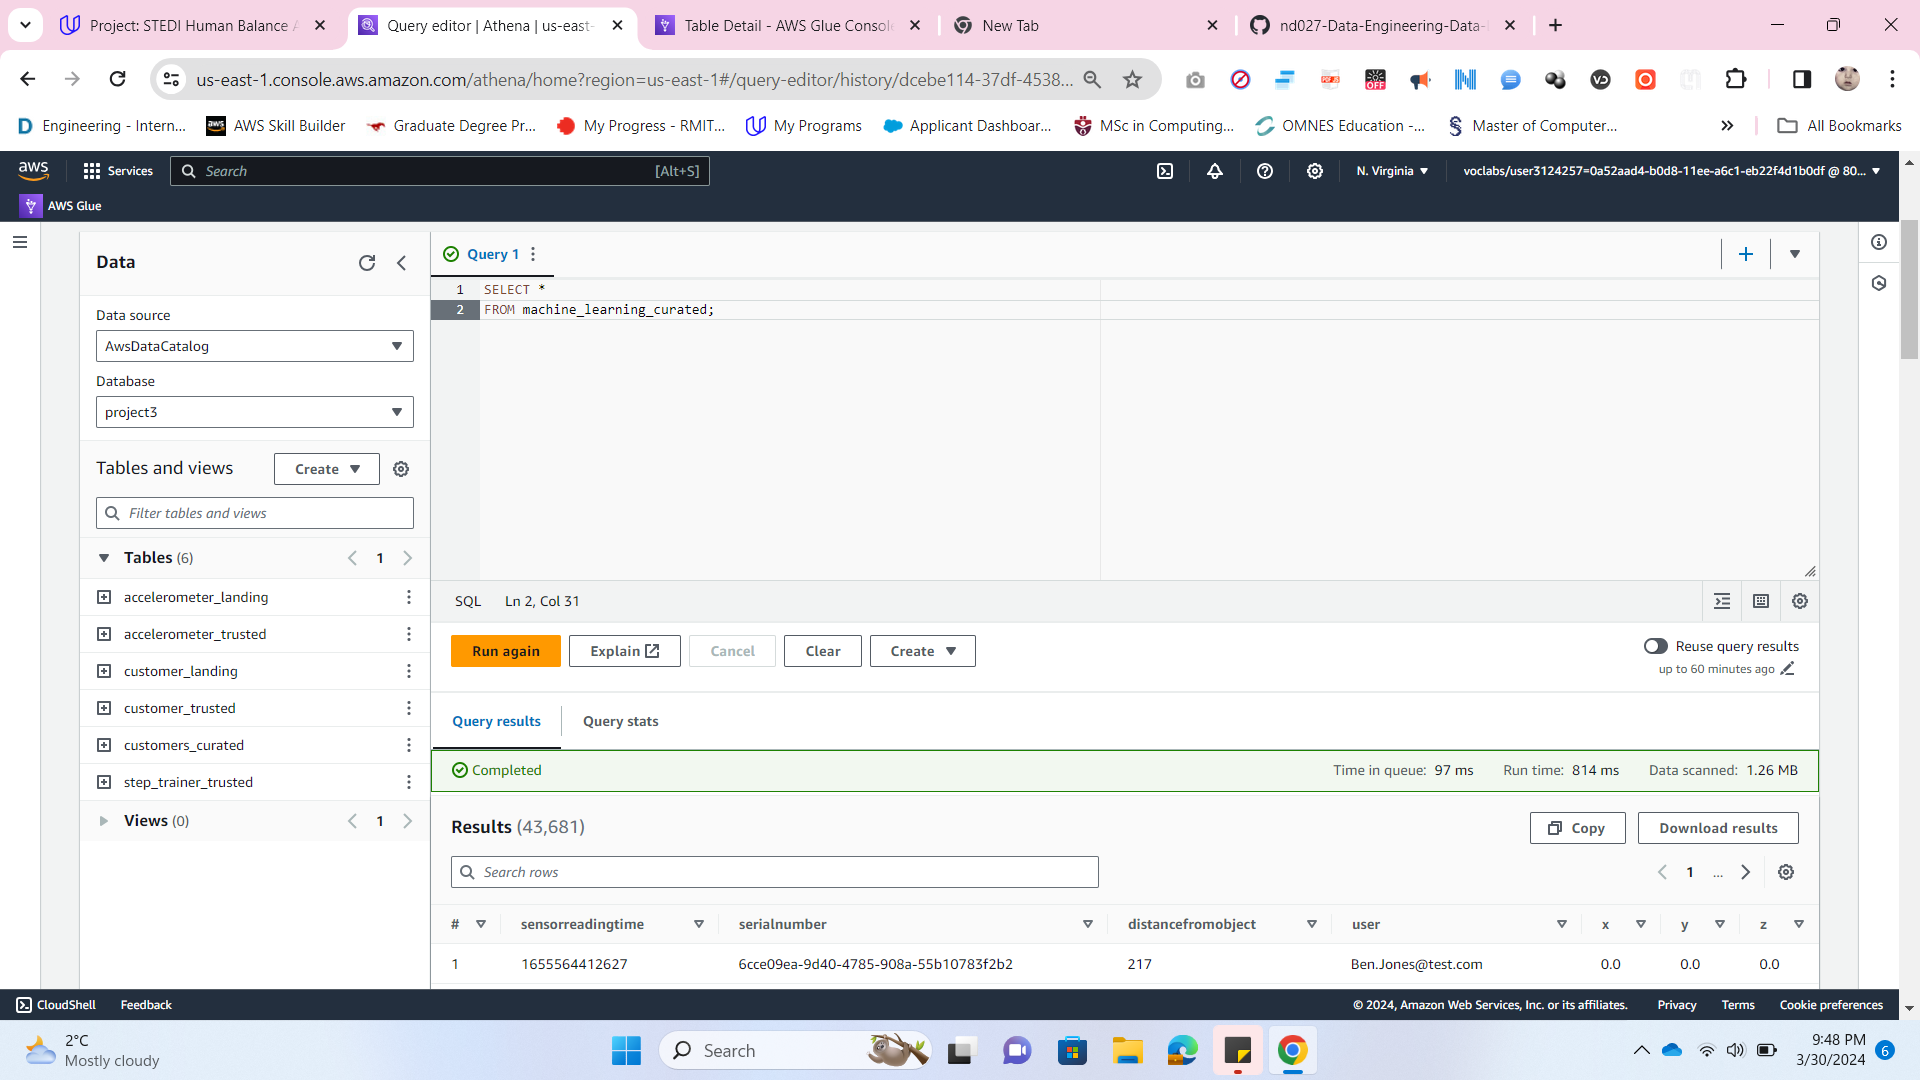 Project: STEDI Human Balance A
Query editor | Athena | us-east-
Table Detail - AWS Glue Console
New Tab
nd027-Data-Engineering-Data-
us-east-1.console.aws.amazon.com/athena/home?region=us-east-1#/query-editor/history/dcebe114-37df-4538...
Engineering - Intern...
AWS Skill Builder
Graduate Degree Pr...
My Progress - RMIT...
My Programs
Applicant Dashboar...
MSc in Computing...
OMNES Education -...
Master of Computer...
All Bookmarks
aws
Services
Search
[Alt+S]
N. Virginia
voclabs/user3124257=0a52aad4-b0d8-11ee-a6c1-eb22f4d1b0df @ 80...
AWS Glue
Data
Data source
AwsDataCatalog
Database
project3
Tables and views
Create
Filter tables and views
Tables (6)
1
accelerometer_landing
accelerometer_trusted
customer_landing
customer_trusted
customers_curated
step_trainer_trusted
Views (0)
1
Query 1
1 SELECT *
2 FROM machine_learning_curated;
SQL
Ln 2, Col 31
Run again
Explain
Cancel
Clear
Create
Reuse query results
up to 60 minutes ago
Query results
Query stats
Completed
Time in queue: 97 ms
Run time: 814 ms
Data scanned: 1.26 MB
Results (43,681)
Copy
Download results
Search rows
1 ...
# sensorreadingtime serialnumber distancefromobject user x y z
1 1655564412627 6cce09ea-9d40-4785-908a-55b10783f2b2 217 Ben.Jones@test.com 0.0 0.0 0.0
CloudShell
Feedback
© 2024, Amazon Web Services, Inc. or its affiliates.
Privacy
Terms
Cookie preferences
2°C
Mostly cloudy
Search
9:48 PM
3/30/2024
6